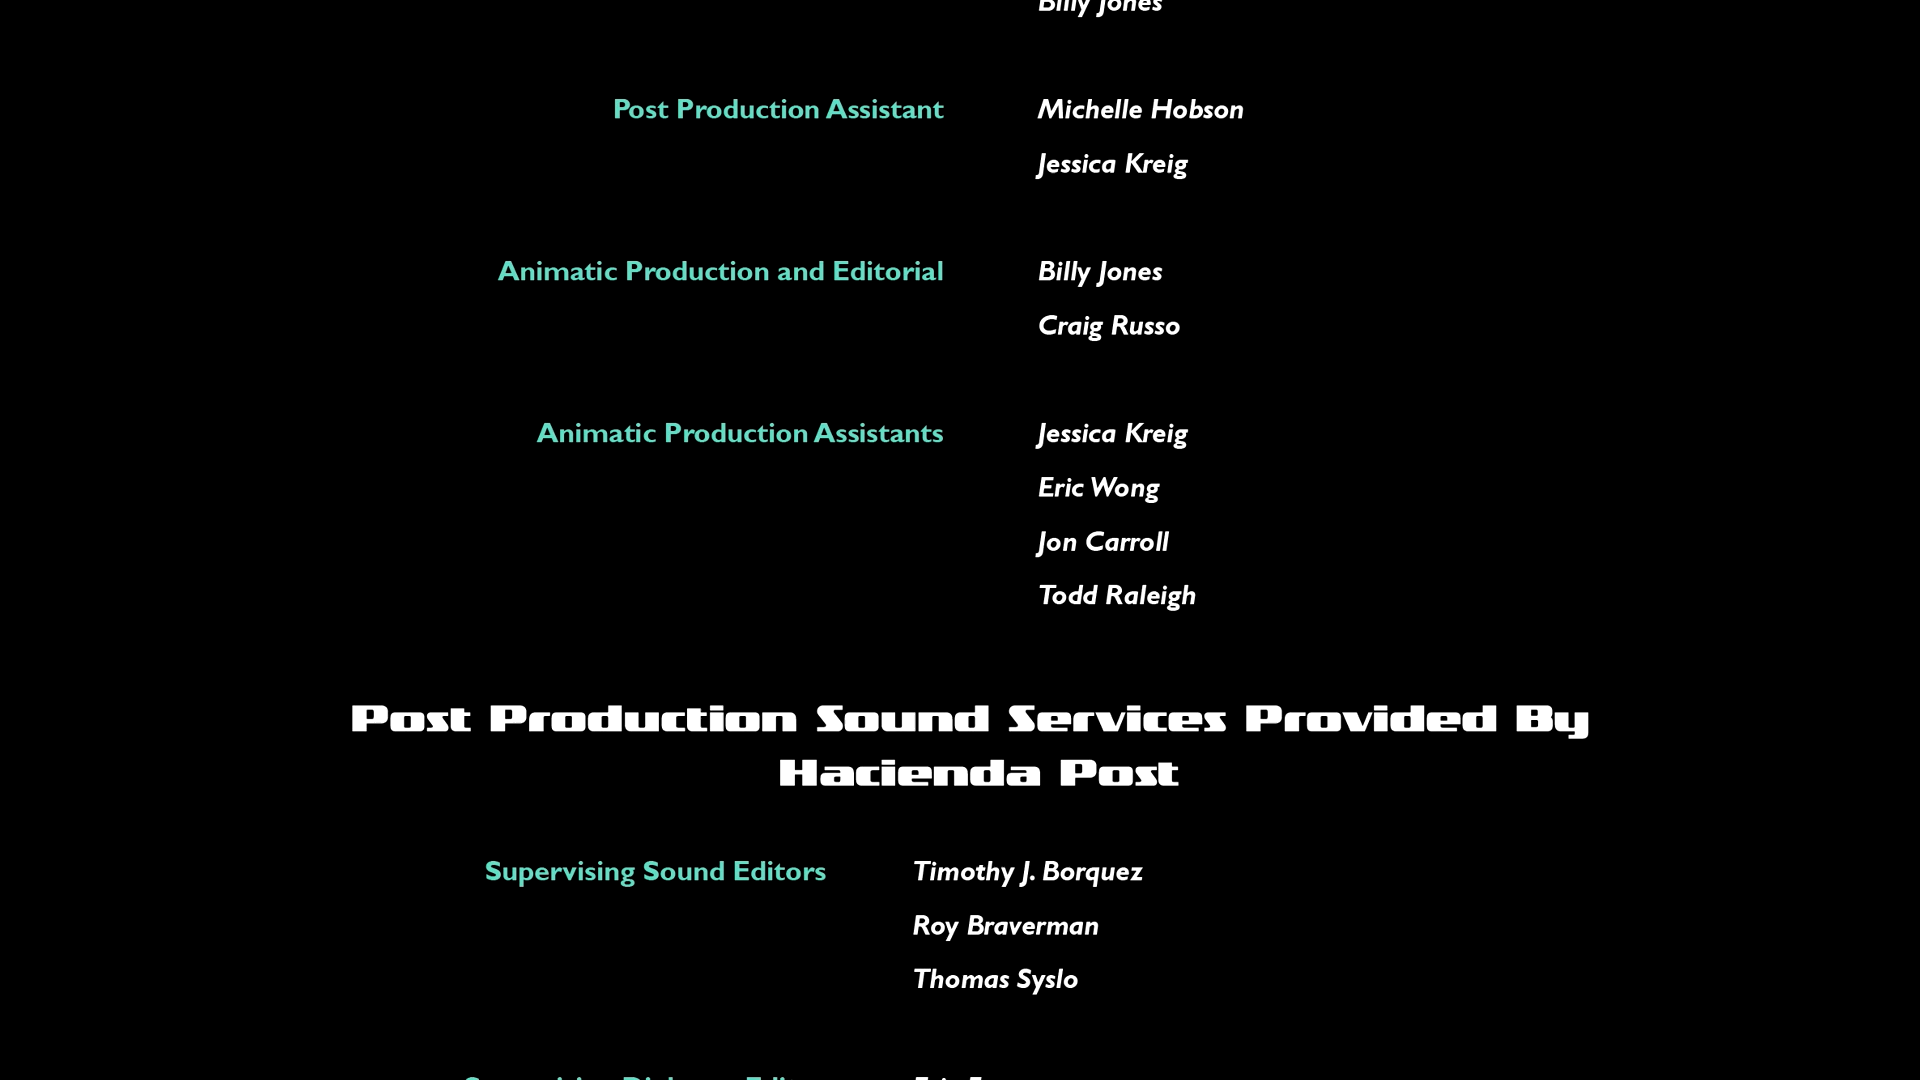 Billy Jones
Post Production Assistant Michelle Hobson
Jessica Kreig
Animatic Production and Editorial Billy Jones
Craig Russo
Animatic Production Assistants Jessica Kreig
Eric Wong
Jon Carroll
Todd Raleigh
Post Production Sound Services Provided By
Hacienda Post
Supervising Sound Editors Timothy J. Borquez
Roy Braverman
Thomas Syslo